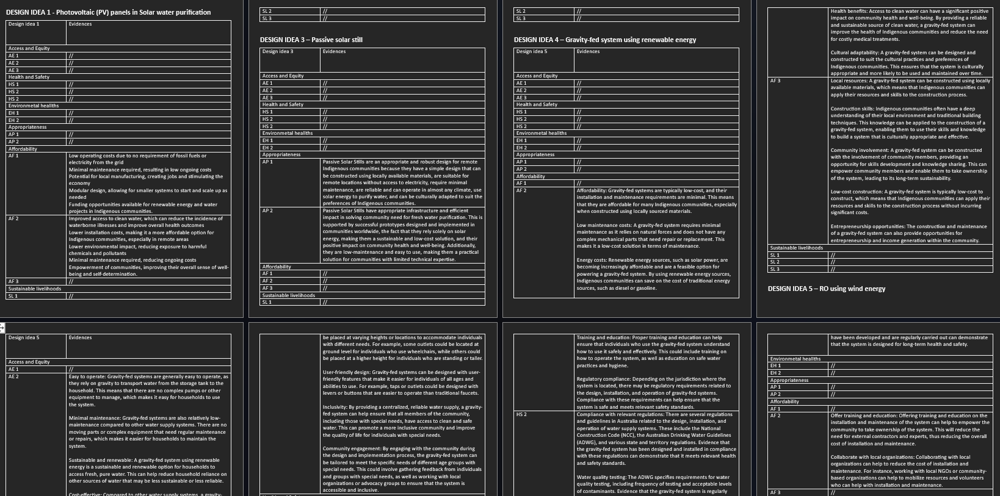 DESIGN IDEA 1 - Photovoltaic (PV) panels in Solar water purification
Design idea 1 Evidences
Access and Equity
AE 1 //
AE 2 //
AE 3 //
Health and Safety
HS 1 //
HS 2 //
HS 2 //
Environmetal heallths
EH 1 //
EH 2 //
Appropriateness
AP 1 //
AP 2 //
Affordability
AF 1 Low operating costs due to no requirement of fossil fuels or
electricity from the grid
Minimal maintenance required, resulting in low ongoing costs
Potential for local manufacturing, creating jobs and stimulating the
economy
Modular design, allowing for smaller systems to start and scale up as
needed
Funding opportunities available for renewable energy and water
projects in Indigenous communities.
AF 2 Improved access to clean water, which can reduce the incidence of
waterborne illnesses and improve overall health outcomes
Lower installation costs, making it a more affordable option for
Indigenous communities, especially in remote areas
Lower environmental impact, reducing exposure to harmful
chemicals and pollutants
Minimal maintenance required, reducing ongoing costs
Empowerment of communities, improving their overall sense of well-
being and self-determination.
AF 3 //
Sustainable livelihoods
SL 1 //
SL 2 //
SL 3 //
DESIGN IDEA 3 – Passive solar still
Design idea 3 Evidences
Access and Equity
AE 1 //
AE 2 //
AE 3 //
Health and Safety
HS 1 //
HS 2 //
HS 2 //
Environmetal heallths
EH 1 //
EH 2 //
Appropriateness
AP 1 Passive Solar Stills are an appropriate and robust design for remote
Indigenous communities because they have a simple design that can
be constructed using locally available materials, are suitable for
remote locations without access to electricity, require minimal
maintenance, are reliable and can operate in almost any climate, use
solar energy to purify water, and can be culturally adapted to suit the
preferences of Indigenous communities.
AP 2 Passive Solar Stills have appropriate infrastructure and efficient
impact in solving community need for fresh water purification. This is
supported by successful prototypes designed and implemented in
communities worldwide, the fact that they rely solely on solar
energy, making them a sustainable and low-cost solution, and their
positive impact on community health and well-being. Additionally,
they are low-maintenance and easy to use, making them a practical
solution for communities with limited technical expertise.
Affordability
AF 1 //
AF 2 //
AF 3 //
Sustainable livelihoods
SL 1 //
SL 2 //
SL 3 //
DESIGN IDEA 4 – Gravity-fed system using renewable energy
Design idea 5 Evidences
Access and Equity
AE 1 //
AE 2 //
AE 3 //
Health and Safety
HS 1 //
HS 2 //
HS 2 //
Environmetal heallths
EH 1 //
EH 2 //
Appropriateness
AP 1 //
AP 2 //
Affordability
AF 1 //
AF 2 Affordability: Gravity-fed systems are typically low-cost, and their
installation and maintenance requirements are minimal. This means
that they are affordable for many Indigenous communities, especially
when constructed using locally sourced materials.
Low maintenance costs: A gravity-fed system requires minimal
maintenance as it relies on natural forces and does not have any
complex mechanical parts that need repair or replacement. This
makes it a low-cost solution in terms of maintenance.
Energy costs: Renewable energy sources, such as solar power, are
becoming increasingly affordable and are a feasible option for
powering a gravity-fed system. By using renewable energy sources,
Indigenous communities can save on the cost of traditional energy
sources, such as diesel or gasoline.
Health benefits: Access to clean water can have a significant positive
impact on community health and well-being. By providing a reliable
and sustainable source of clean water, a gravity-fed system can
improve the health of Indigenous communities and reduce the need
for costly medical treatments.
Cultural adaptability: A gravity-fed system can be designed and
constructed to suit the cultural practices and preferences of
Indigenous communities. This ensures that the system is culturally
appropriate and more likely to be used and maintained over time.
AF 3 Local resources: A gravity-fed system can be constructed using locally
available materials, which means that Indigenous communities can
apply their resources and skills to the construction process.
Construction skills: Indigenous communities often have a deep
understanding of their local environment and traditional building
techniques. This knowledge can be applied to the construction of a
gravity-fed system, enabling them to use their skills and knowledge
to build a system that is culturally appropriate and effective.
Community involvement: A gravity-fed system can be constructed
with the involvement of community members, providing an
opportunity for skills development and knowledge sharing. This can
empower community members and enable them to take ownership
of the system, leading to its long-term sustainability.
Low-cost construction: A gravity-fed system is typically low-cost to
construct, which means that Indigenous communities can apply their
resources and skills to the construction process without incurring
significant costs.
Entrepreneurship opportunities: The construction and maintenance
of a gravity-fed system can also provide opportunities for
entrepreneurship and income generation within the community.
Sustainable livelihoods
SL 1 //
SL 2 //
SL 3 //
DESIGN IDEA 5 – RO using wind energy
Design idea 5 Evidences
Access and Equity
AE 1 //
AE 2 Easy to operate: Gravity-fed systems are generally easy to operate, as
they rely on gravity to transport water from the storage tank to the
household. This means that there are no complex pumps or other
equipment to manage, which makes it easy for households to use
the system.
Minimal maintenance: Gravity-fed systems are also relatively low-
maintenance compared to other water supply systems. There are no
moving parts or complex equipment that need regular maintenance
or repairs, which makes it easier for households to maintain the
system.
Sustainable and renewable: A gravity-fed system using renewable
energy is a sustainable and renewable option for households to
access fresh, pure water. This can help reduce household reliance on
other sources of water that may be less sustainable or less reliable.
Cost-effective: Compared to other water supply systems, a gravity-
be placed at varying heights or locations to accommodate individuals
with different needs. For example, some outlets could be located at
ground level for individuals who use wheelchairs, while others could
be placed at a higher height for individuals who are standing or taller.
User-friendly design: Gravity-fed systems can be designed with user-
friendly features that make it easier for individuals of all ages and
abilities to use. For example, taps or outlets could be designed with
levers or buttons that are easier to operate than traditional faucets.
Inclusivity: By providing a centralized, reliable water supply, a gravity-
fed system can help ensure that all members of the community,
including those with special needs, have access to clean and safe
water. This can promote a more inclusive community and improve
the quality of life for individuals with special needs.
Community engagement: By engaging with the community during
the design and implementation process, the gravity-fed system can
be tailored to meet the specific needs of different age groups with
special needs. This could involve gathering feedback from individuals
and groups with special needs, as well as working with local
organizations or advocacy groups to ensure that the system is
accessible and inclusive.
Training and education: Proper training and education can help
ensure that individuals who use the gravity-fed system understand
how to use it safely and effectively. This could include training on
how to operate the system, as well as education on safe water
practices and hygiene.
Regulatory compliance: Depending on the jurisdiction where the
system is located, there may be regulatory requirements related to
the design, installation, and operation of gravity-fed systems.
Compliance with these requirements can help ensure that the
system is safe and meets relevant safety standards.
HS 2 Compliance with relevant regulations: There are several regulations
and guidelines in Australia related to the design, installation, and
operation of water supply systems. These include the National
Construction Code (NCC), the Australian Drinking Water Guidelines
(ADWG), and various state and territory regulations. Evidence that
the gravity-fed system has been designed and installed in compliance
with these regulations can demonstrate that it meets relevant health
and safety standards.
Water quality testing: The ADWG specifies requirements for water
quality testing, including frequency of testing and acceptable levels
of contaminants. Evidence that the gravity-fed system is regularly
have been developed and are regularly carried out can demonstrate
that the system is designed for long-term health and safety.
Environmetal heallths
EH 1 //
EH 2 //
Appropriateness
AP 1 //
AP 2 //
Affordability
AF 1 //
AF 2 Offer training and education: Offering training and education on the
installation and maintenance of the system can help to empower the
community to take ownership of the system. This will reduce the
need for external contractors and experts, thus reducing the overall
cost of installation and maintenance.
Collaborate with local organizations: Collaborating with local
organizations can help to reduce the cost of installation and
maintenance. For instance, working with local NGOs or community-
based organizations can help to mobilize resources and volunteers
who can help with installation and maintenance.
AF 3 //